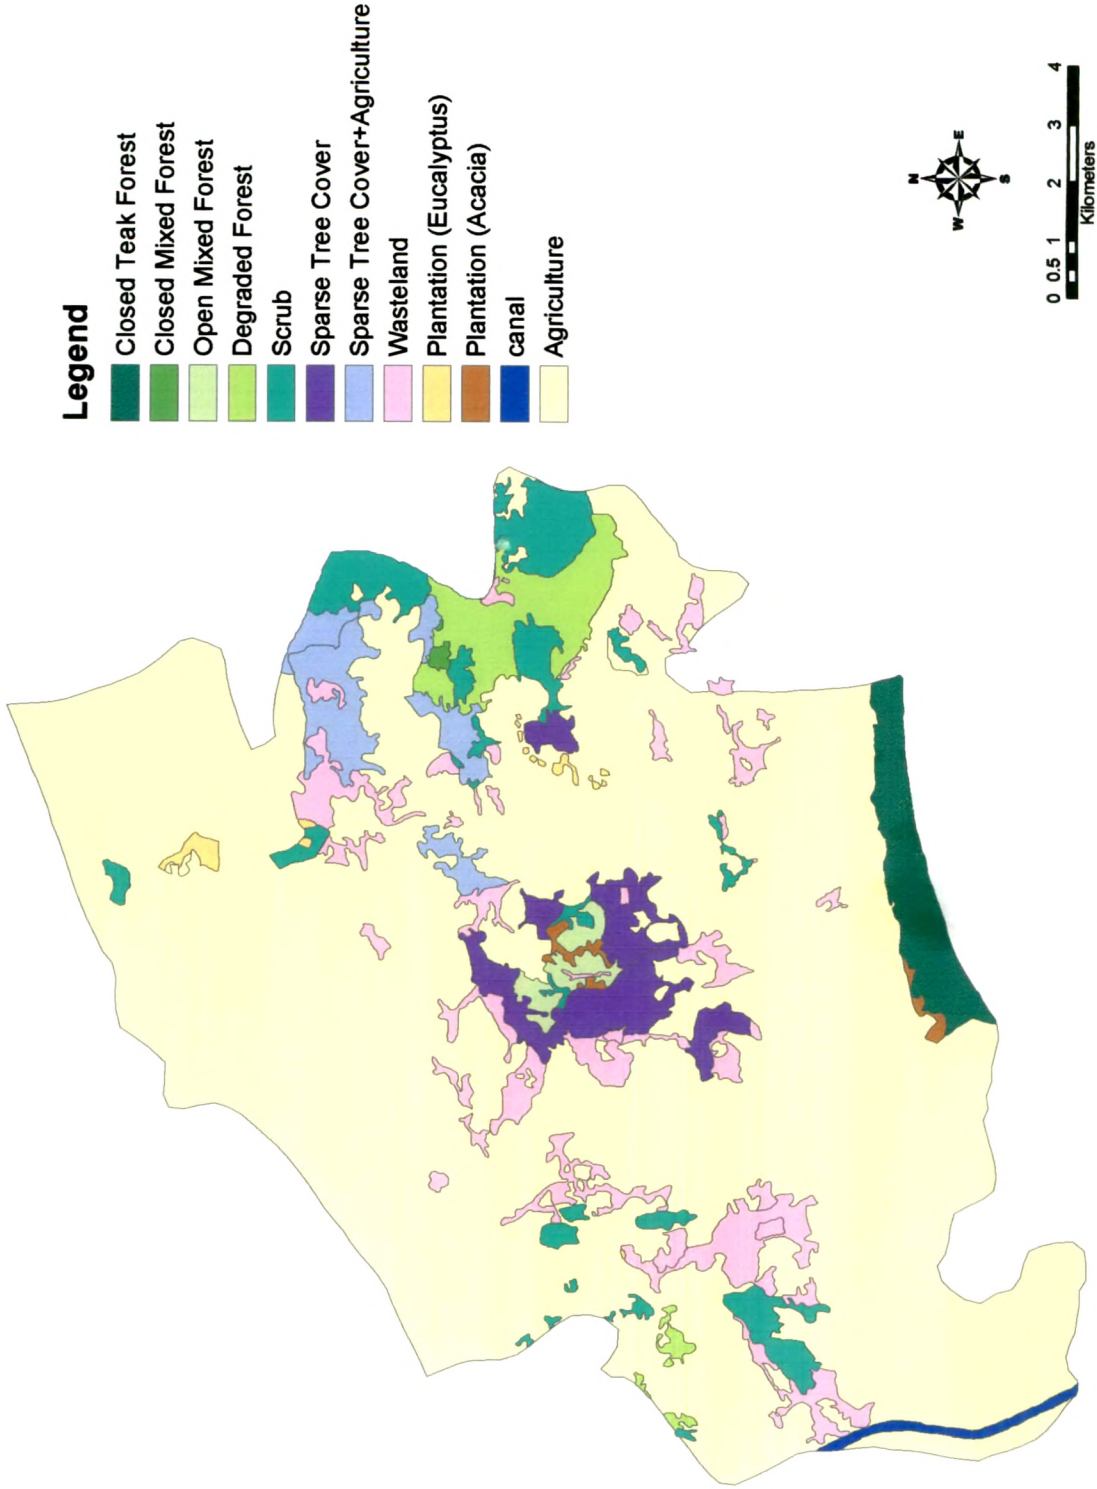 Legend
Closed Teak Forest
Closed Mixed Forest
Open Mixed Forest
Degraded Forest
Scrub
Sparse Tree Cover
Sparse Tree Cover+Agriculture
Wasteland
Plantation (Eucalyptus)
Plantation (Acacia)
canal
Agriculture
N
W E
S
0 0.5 1 2 3 4
Kilometers